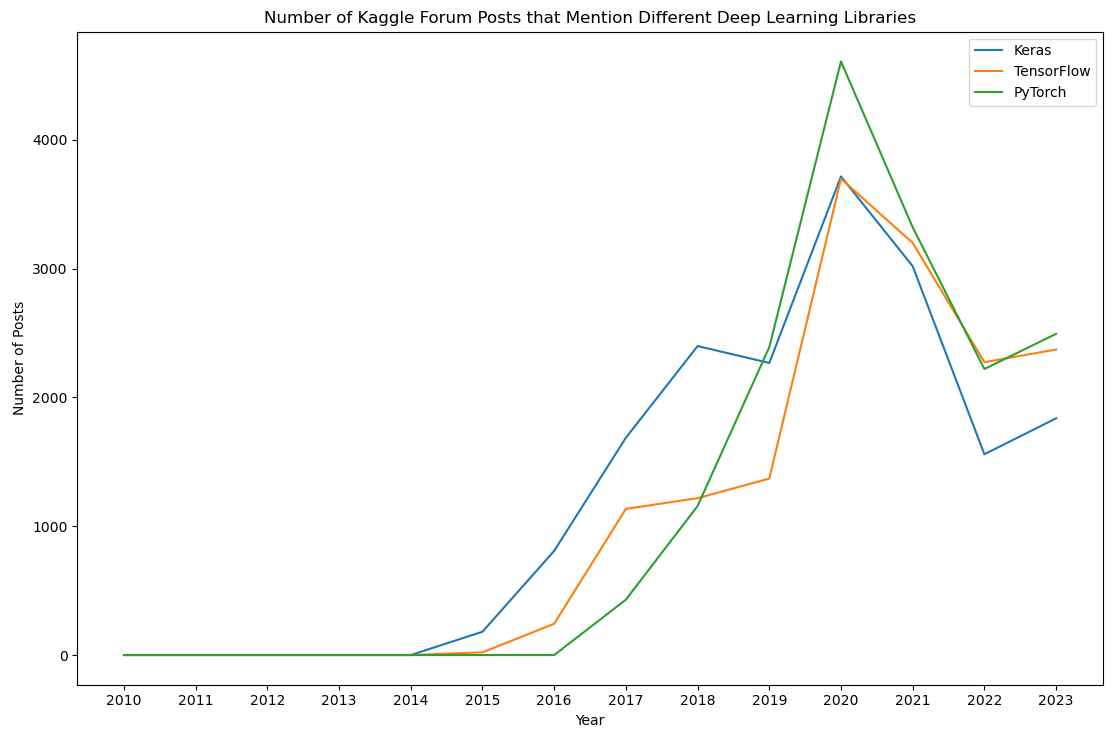 Number of Kaggle Forum Posts that Mention Different Deep Learning Libraries
Keras
TensorFlow
PyTorch
Number of Posts
4000
3000
2000
1000
0
2010 2011 2012 2013 2014 2015 2016 2017 2018 2019 2020 2021 2022 2023
Year